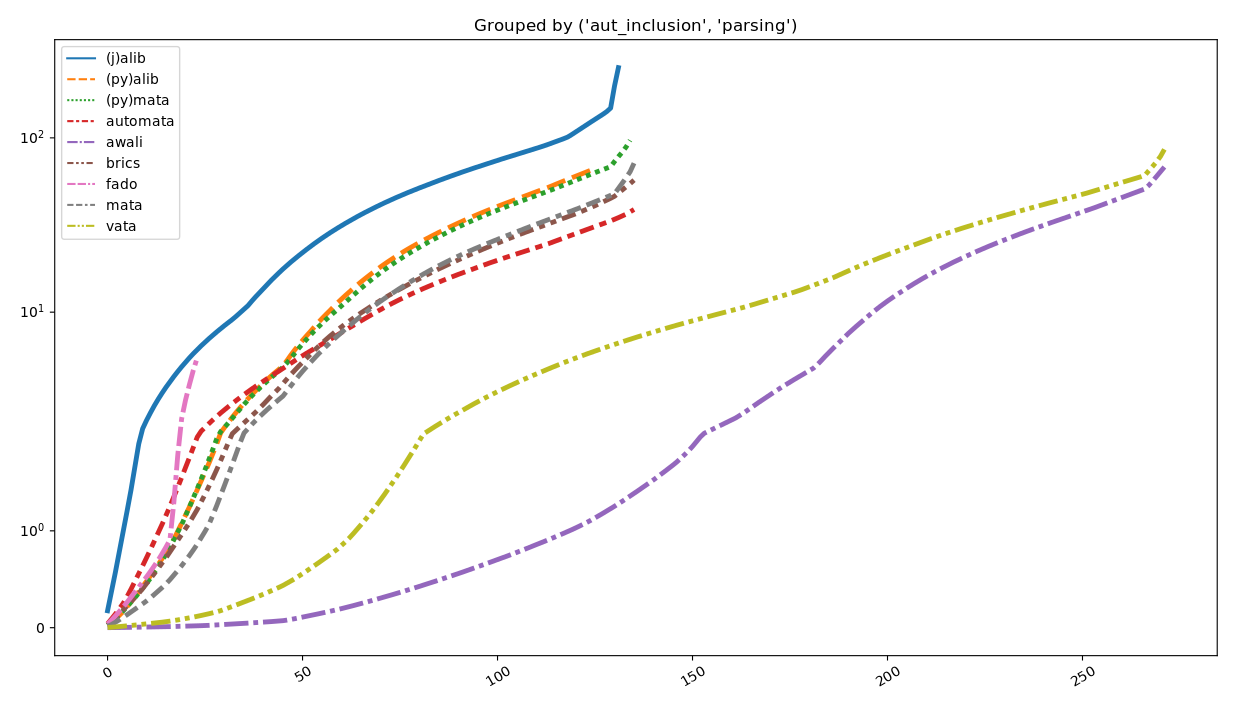 Grouped by ('aut_inclusion', 'parsing')
(j)alib
(py)alib
(py)mata
automata
awali
brics
fado
mata
vata
10²
10¹
10⁰
0
0
50
100
150
200
250